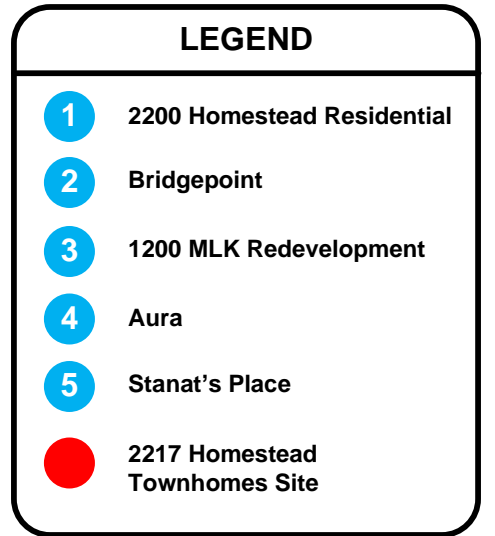 LEGEND
1 2200 Homestead Residential
2 Bridgepoint
3 1200 MLK Redevelopment
4 Aura
5 Stanat's Place
2217 Homestead
Townhomes Site